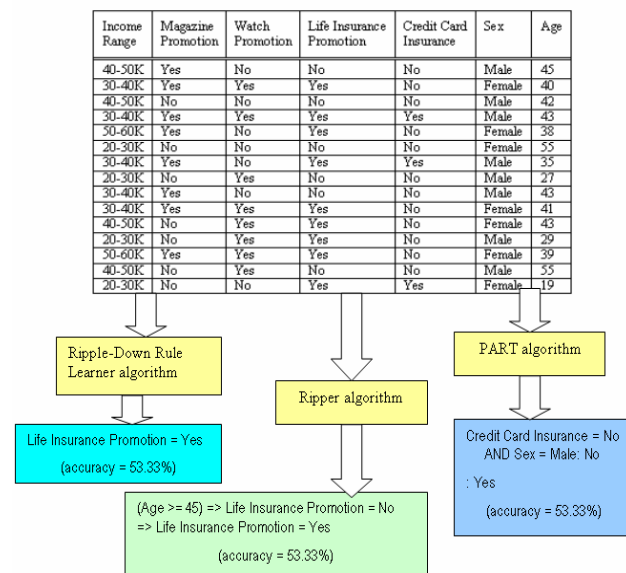 Income Range Magazine Promotion Watch Promotion Life Insurance Promotion Credit Card Insurance Sex Age
40-50K Yes No No No Male 45
30-40K Yes Yes Yes No Female 40
40-50K No No No No Male 42
30-40K Yes Yes Yes Yes Male 43
50-60K Yes No Yes No Female 38
20-30K No No No No Female 55
30-40K Yes No Yes Yes Male 35
20-30K No Yes No No Male 27
30-40K Yes No No No Male 43
30-40K Yes Yes Yes No Female 41
40-50K No Yes Yes No Female 43
20-30K No Yes Yes No Male 29
50-60K Yes Yes Yes No Female 39
40-50K No Yes No No Male 55
20-30K No No Yes Yes Female 19
Ripple-Down Rule
Learner algorithm
Ripper algorithm
PART algorithm
Life Insurance Promotion = Yes
(accuracy = 53.33%)
(Age >= 45) => Life Insurance Promotion = No
=> Life Insurance Promotion = Yes
(accuracy = 53.33%)
Credit Card Insurance = No
AND Sex = Male: No
: Yes
(accuracy = 53.33%)